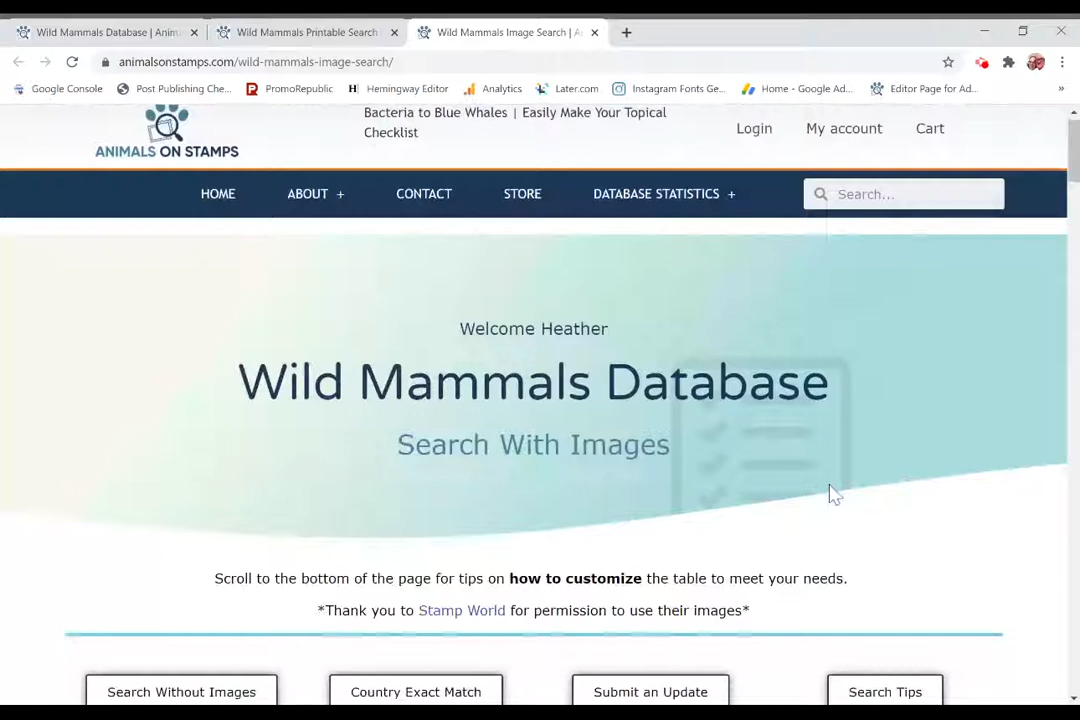 Wild Mammals Database | Anim
Wild Mammals Printable Search
Wild Mammals Image Search | A
animalsonstamps.com/wild-mammals-image-search/
Google Console
Post Publishing Che...
PromoRepublic
Hemingway Editor
Analytics
Later.com
Instagram Fonts Ge...
Home - Google Ad...
Editor Page for Ad...
ANIMALS ON STAMPS
Bacteria to Blue Whales | Easily Make Your Topical
Checklist
Login
My account
Cart
HOME
ABOUT +
CONTACT
STORE
DATABASE STATISTICS +
Search...
Welcome Heather
Wild Mammals Database
Search With Images
Scroll to the bottom of the page for tips on how to customize the table to meet your needs.
*Thank you to Stamp World for permission to use their images*
Search Without Images
Country Exact Match
Submit an Update
Search Tips